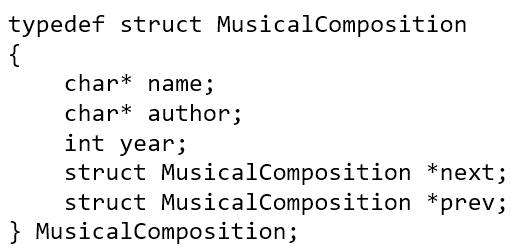 typedef struct MusicalComposition
{
    char* name;
    char* author;
    int year;
    struct MusicalComposition *next;
    struct MusicalComposition *prev;
} MusicalComposition;